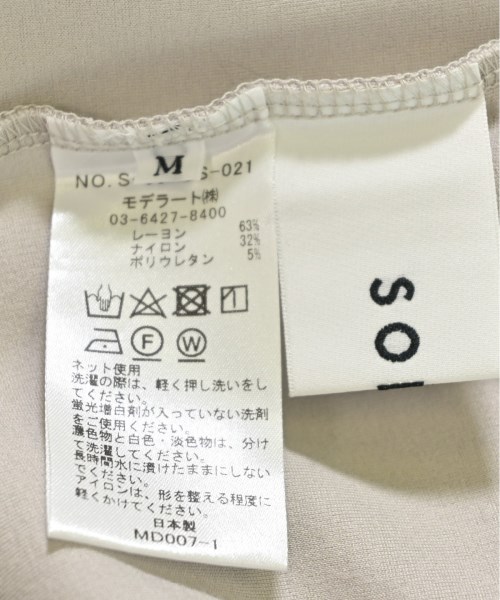 M
NO. S S-021
モデラート㈱
03-6427-8400
レーヨン 63%
ナイロン 32%
ポリウレタン 5%
F W
ネット使用
洗濯の際は、軽く押し洗いをし
てください。
蛍光増白剤が入っていない洗剤
をご使用ください。
濃色物と白色・淡色物は、分け
て洗濯してください。
長時間水に漬けたままにしない
でください。
アイロンは、形を整える程度に
軽くかけてください。
日本製
MD007-1
SO